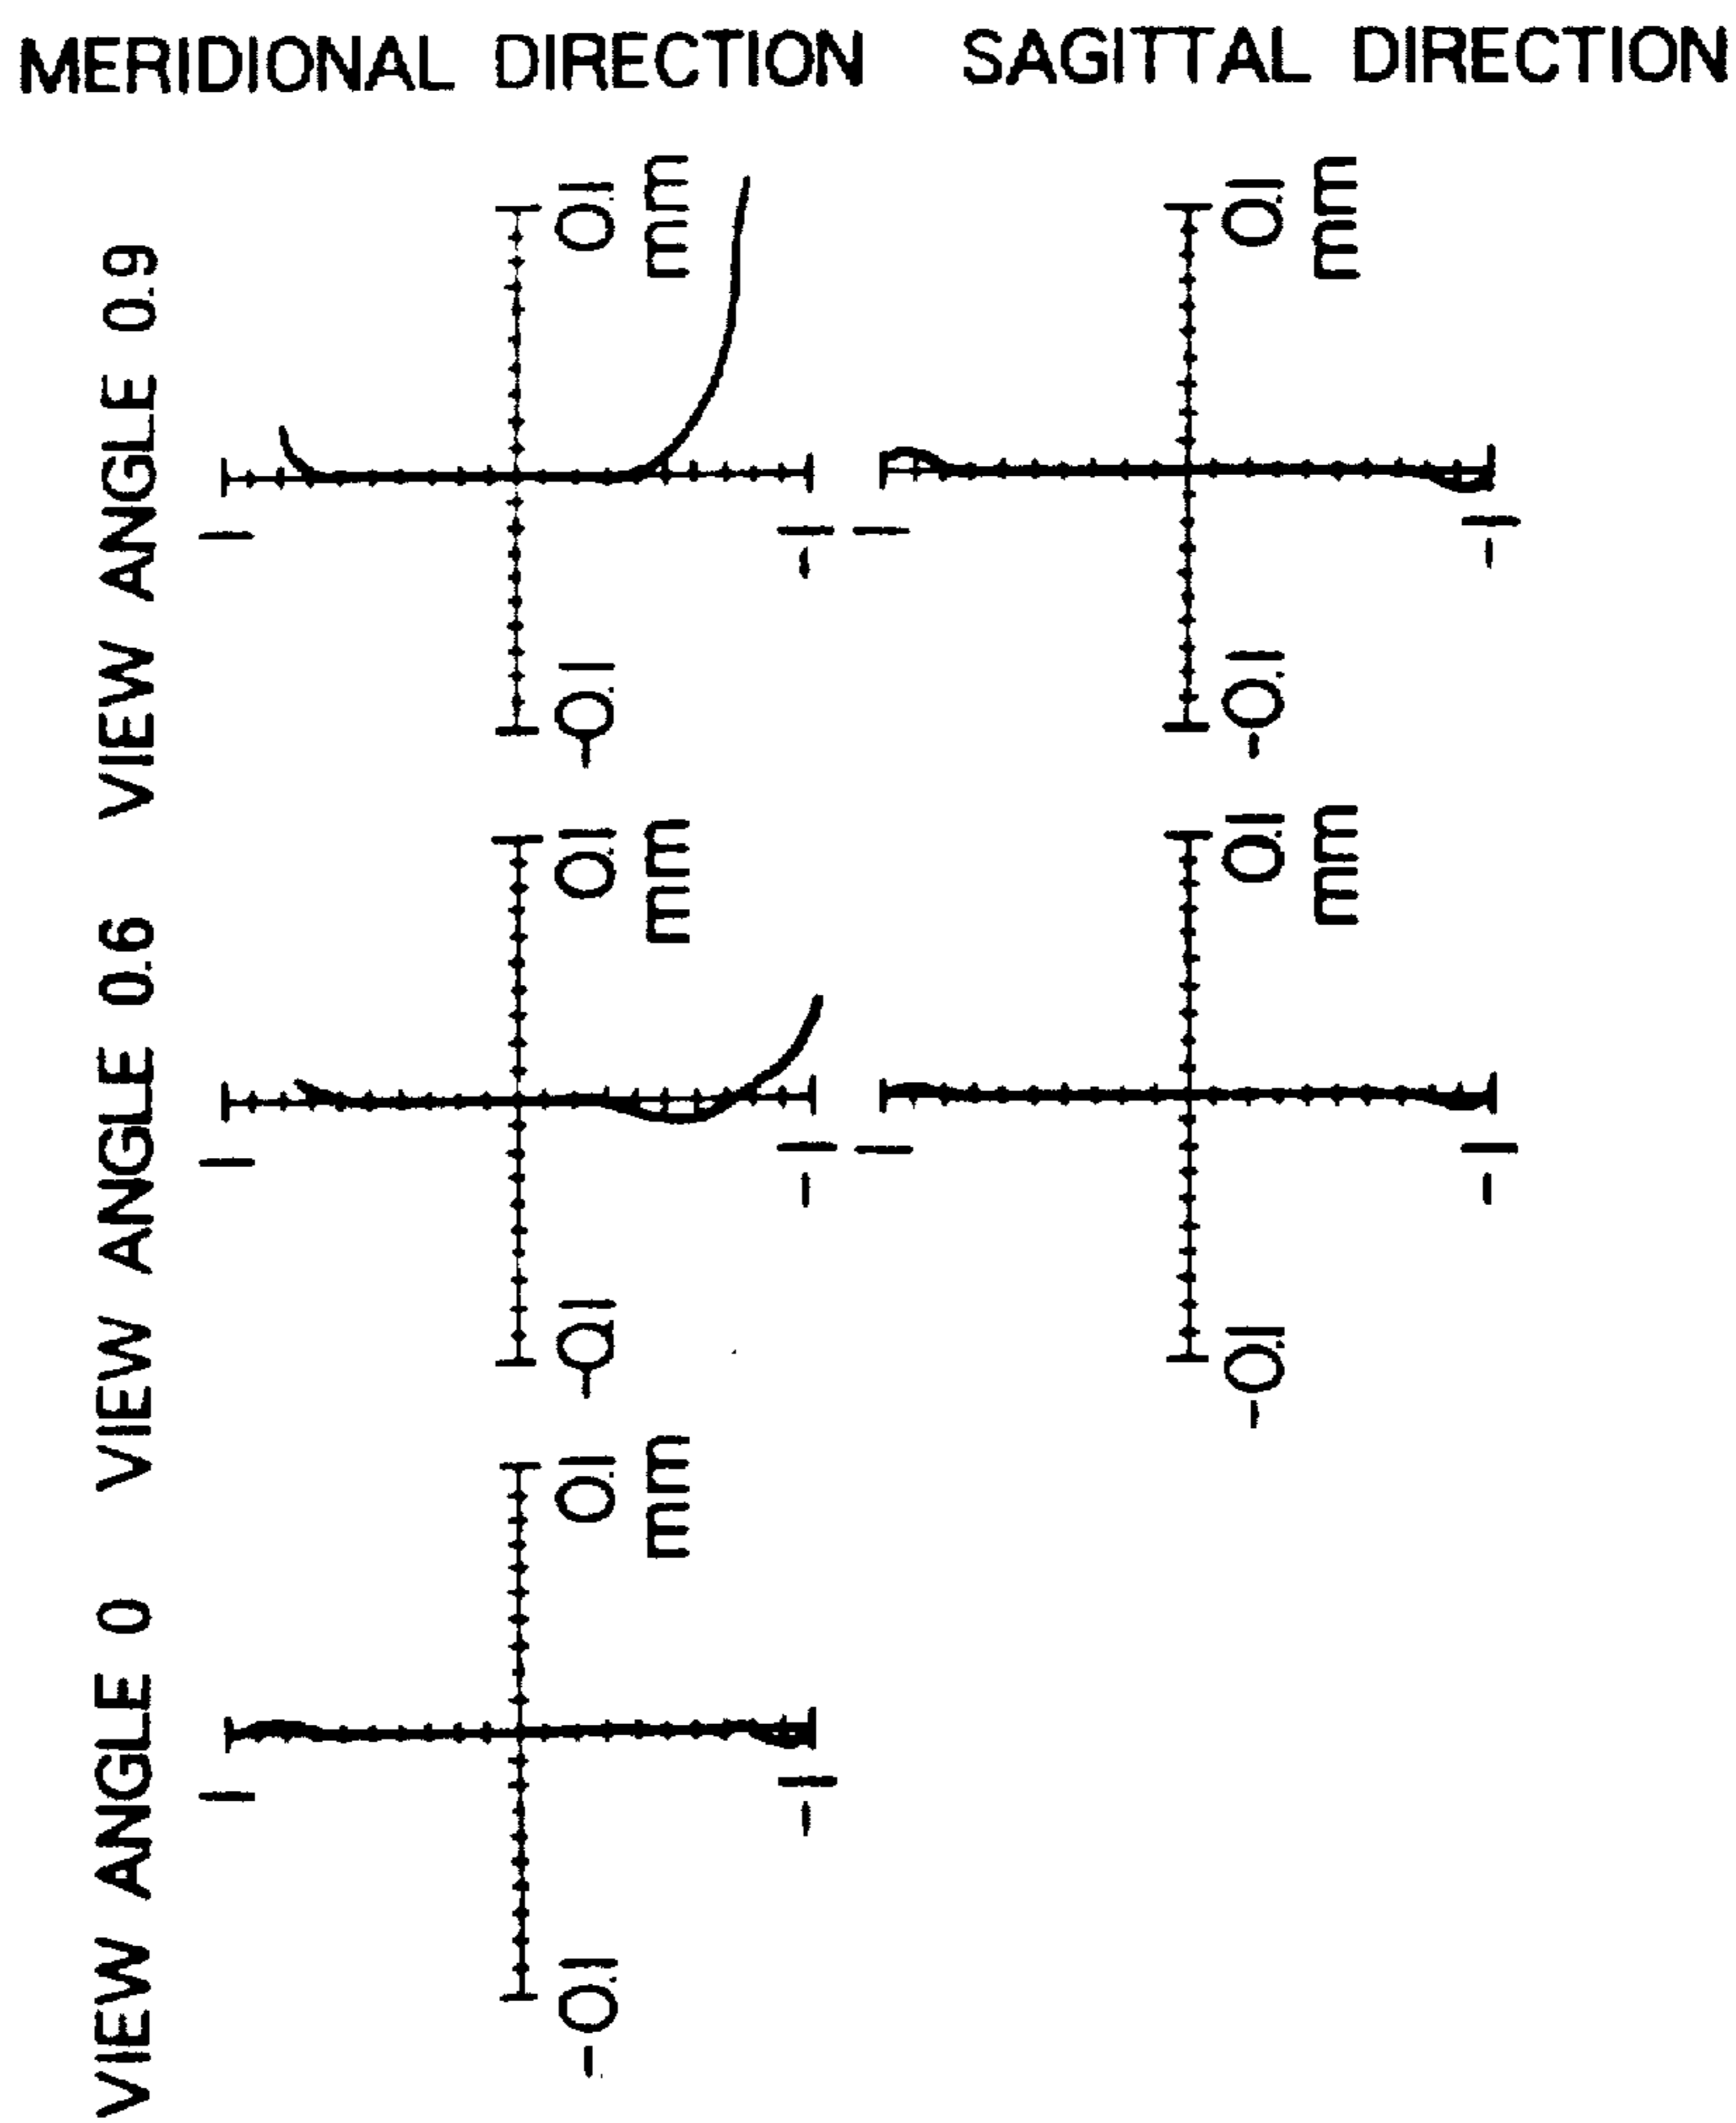 MERIDIONAL DIRECTION SAGITTAL DIRECTION
VIEW ANGLE 0.9
0.1
mm
1
-1
-0.1
0.1
mm
1
-1
-0.1
VIEW ANGLE 0.6
0.1
mm
1
-1
-0.1
0.1
mm
1
-1
-0.1
VIEW ANGLE 0
0.1
mm
1
-1
-0.1